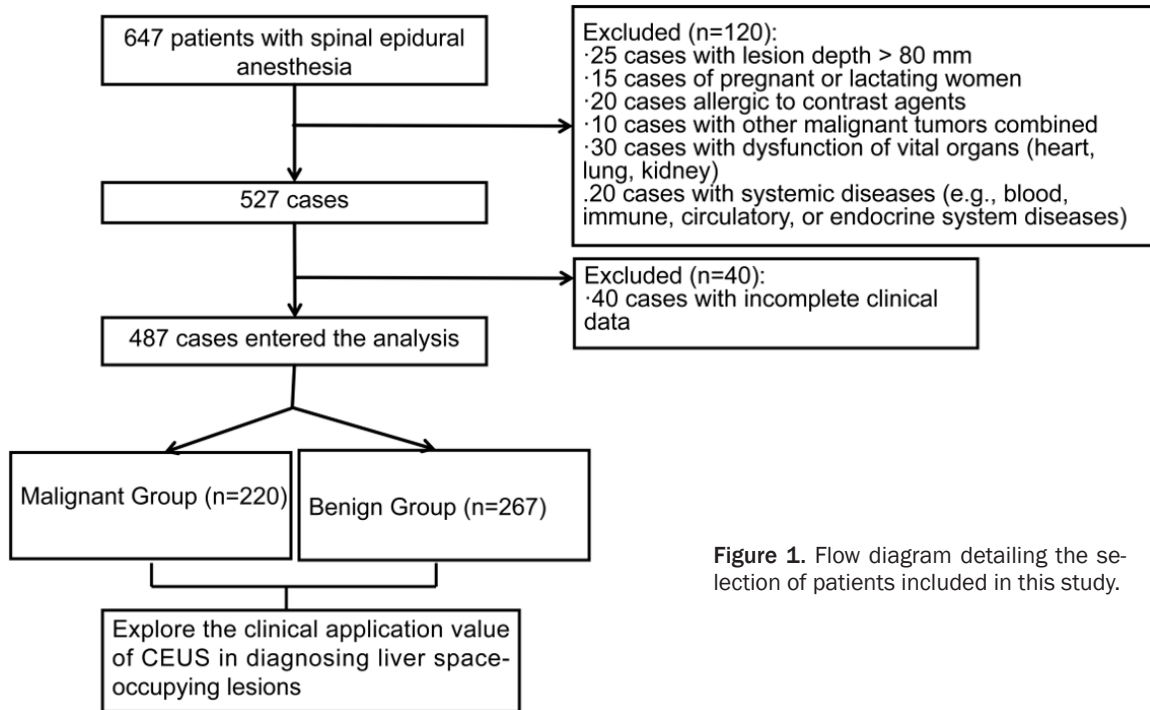 647 patients with spinal epidural
anesthesia
Excluded (n=120):
·25 cases with lesion depth > 80 mm
·15 cases of pregnant or lactating women
·20 cases allergic to contrast agents
·10 cases with other malignant tumors combined
·30 cases with dysfunction of vital organs (heart,
lung, kidney)
.20 cases with systemic diseases (e.g., blood,
immune, circulatory, or endocrine system diseases)
527 cases
Excluded (n=40):
·40 cases with incomplete clinical
data
487 cases entered the analysis
Malignant Group (n=220)
Benign Group (n=267)
Explore the clinical application value
of CEUS in diagnosing liver space-
occupying lesions
Figure 1. Flow diagram detailing the se-
lection of patients included in this study.